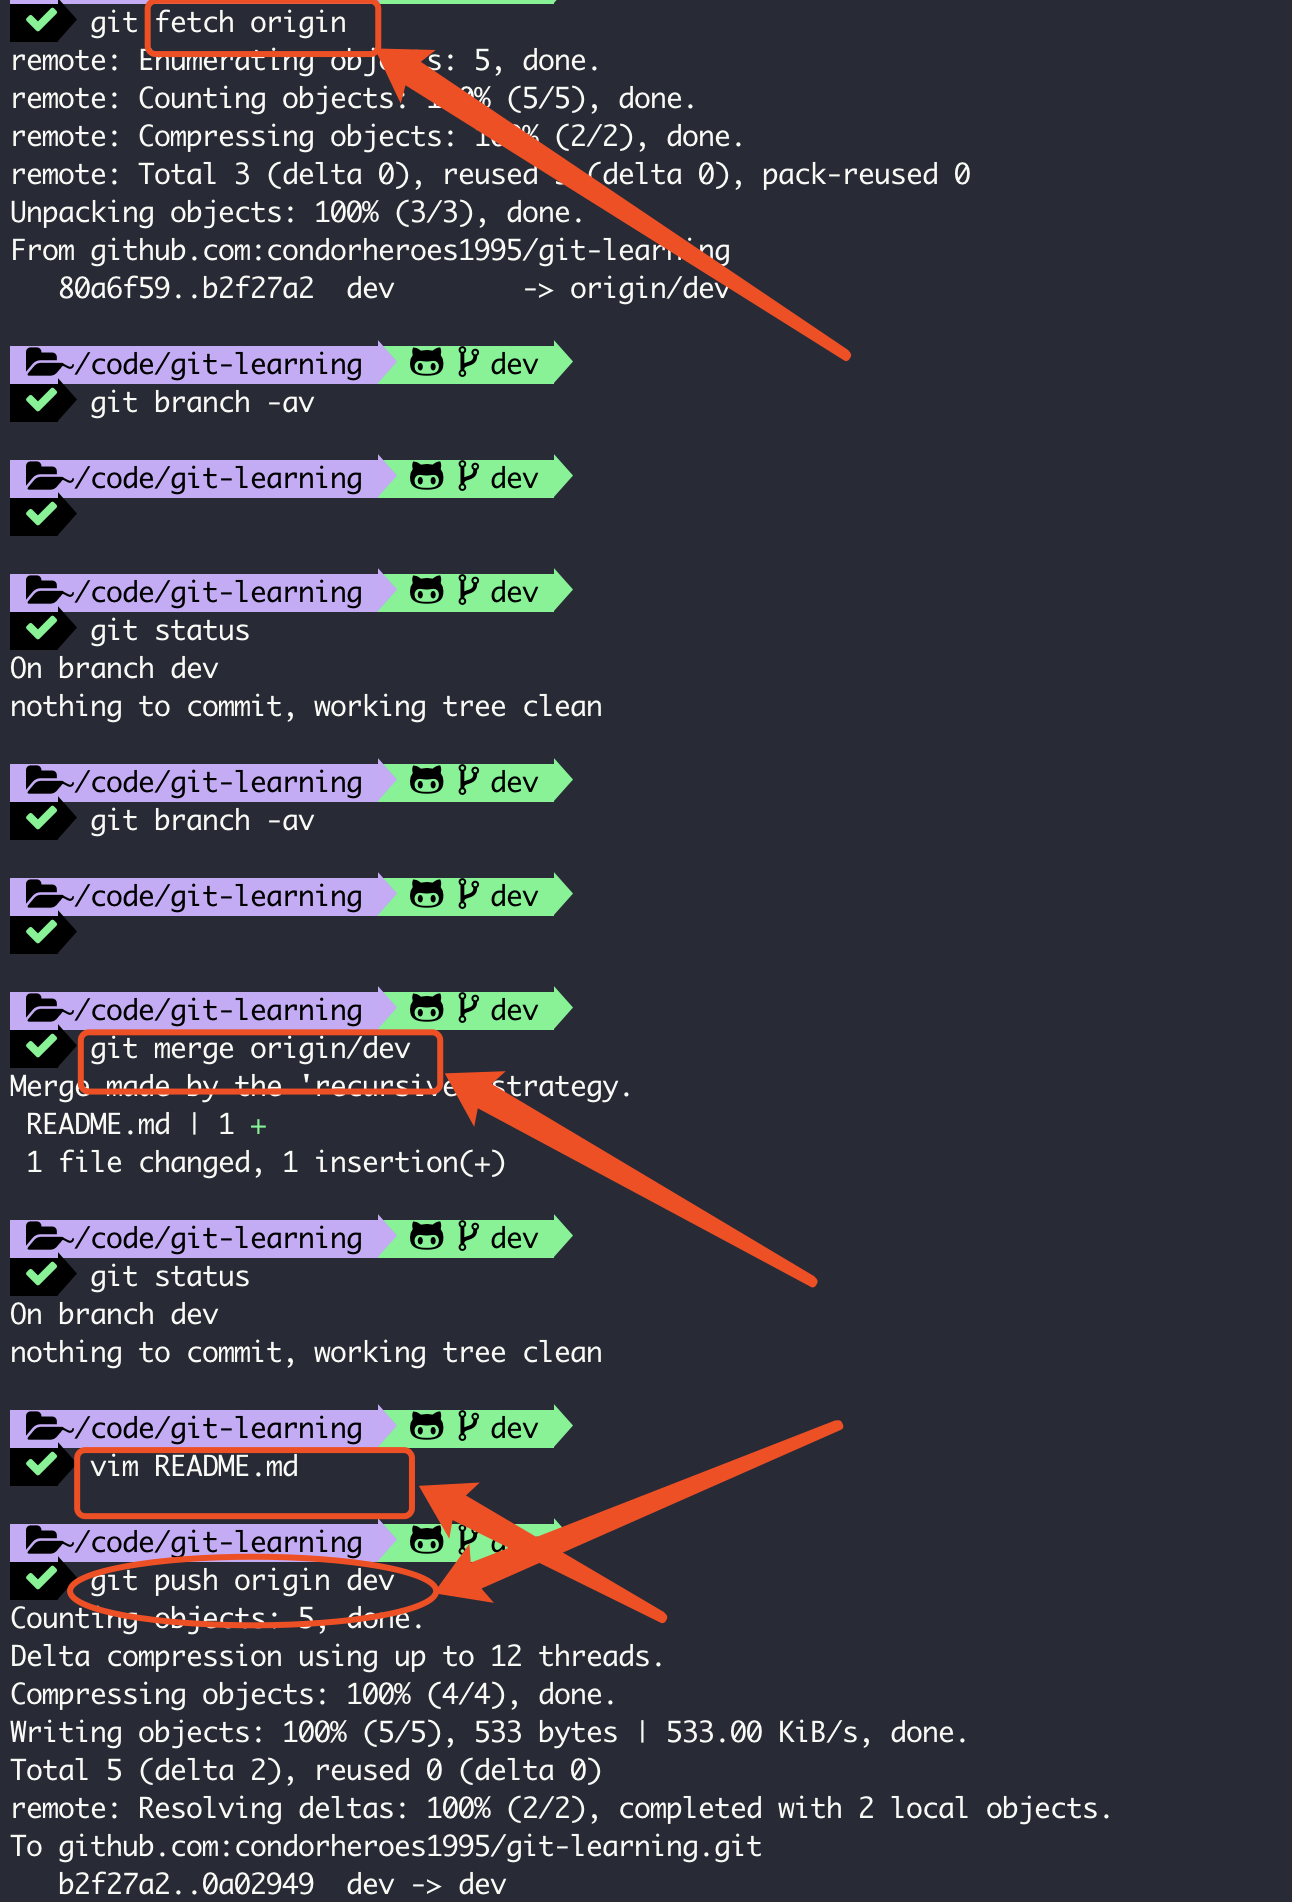 git fetch origin
remote: Enumerating objects: 5, done.
remote: Counting objects: 100% (5/5), done.
remote: Compressing objects: 100% (2/2), done.
remote: Total 3 (delta 0), reused 3 (delta 0), pack-reused 0
Unpacking objects: 100% (3/3), done.
From github.com:condorheroes1995/git-learning
80a6f59..b2f27a2 dev -> origin/dev
~/code/git-learning dev
git branch -av
~/code/git-learning dev
~/code/git-learning dev
git status
On branch dev
nothing to commit, working tree clean
~/code/git-learning dev
git branch -av
~/code/git-learning dev
~/code/git-learning dev
git merge origin/dev
Merge made by the 'recursive' strategy.
README.md | 1 +
1 file changed, 1 insertion(+)
~/code/git-learning dev
git status
On branch dev
nothing to commit, working tree clean
~/code/git-learning dev
vim README.md
~/code/git-learning dev
git push origin dev
Counting objects: 5, done.
Delta compression using up to 12 threads.
Compressing objects: 100% (4/4), done.
Writing objects: 100% (5/5), 533 bytes | 533.00 KiB/s, done.
Total 5 (delta 2), reused 0 (delta 0)
remote: Resolving deltas: 100% (2/2), completed with 2 local objects.
To github.com:condorheroes1995/git-learning.git
b2f27a2..0a02949 dev -> dev